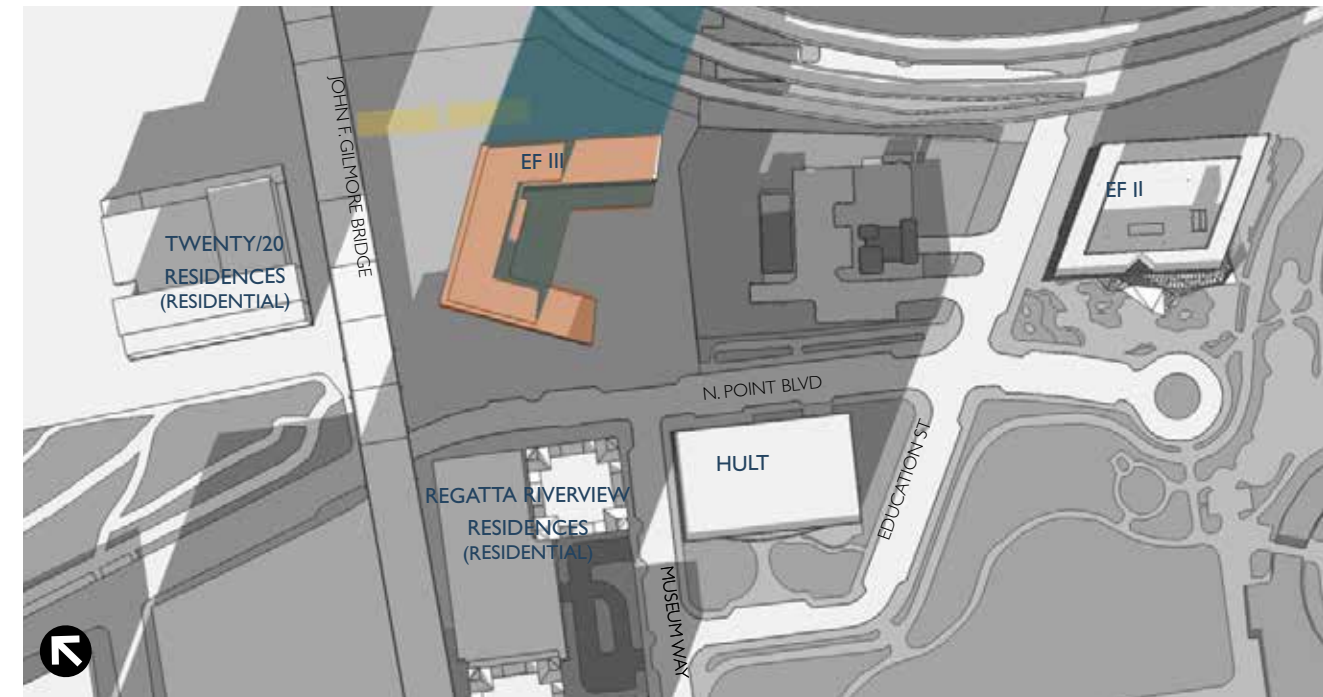 JOHN F. GILMORE BRIDGE
EF III
EF II
TWENTY/20
RESIDENCES
(RESIDENTIAL)
N. POINT BLVD
HULT
EDUCATION ST
REGATTA RIVERVIEW
RESIDENCES
(RESIDENTIAL)
MUSEUM WAY